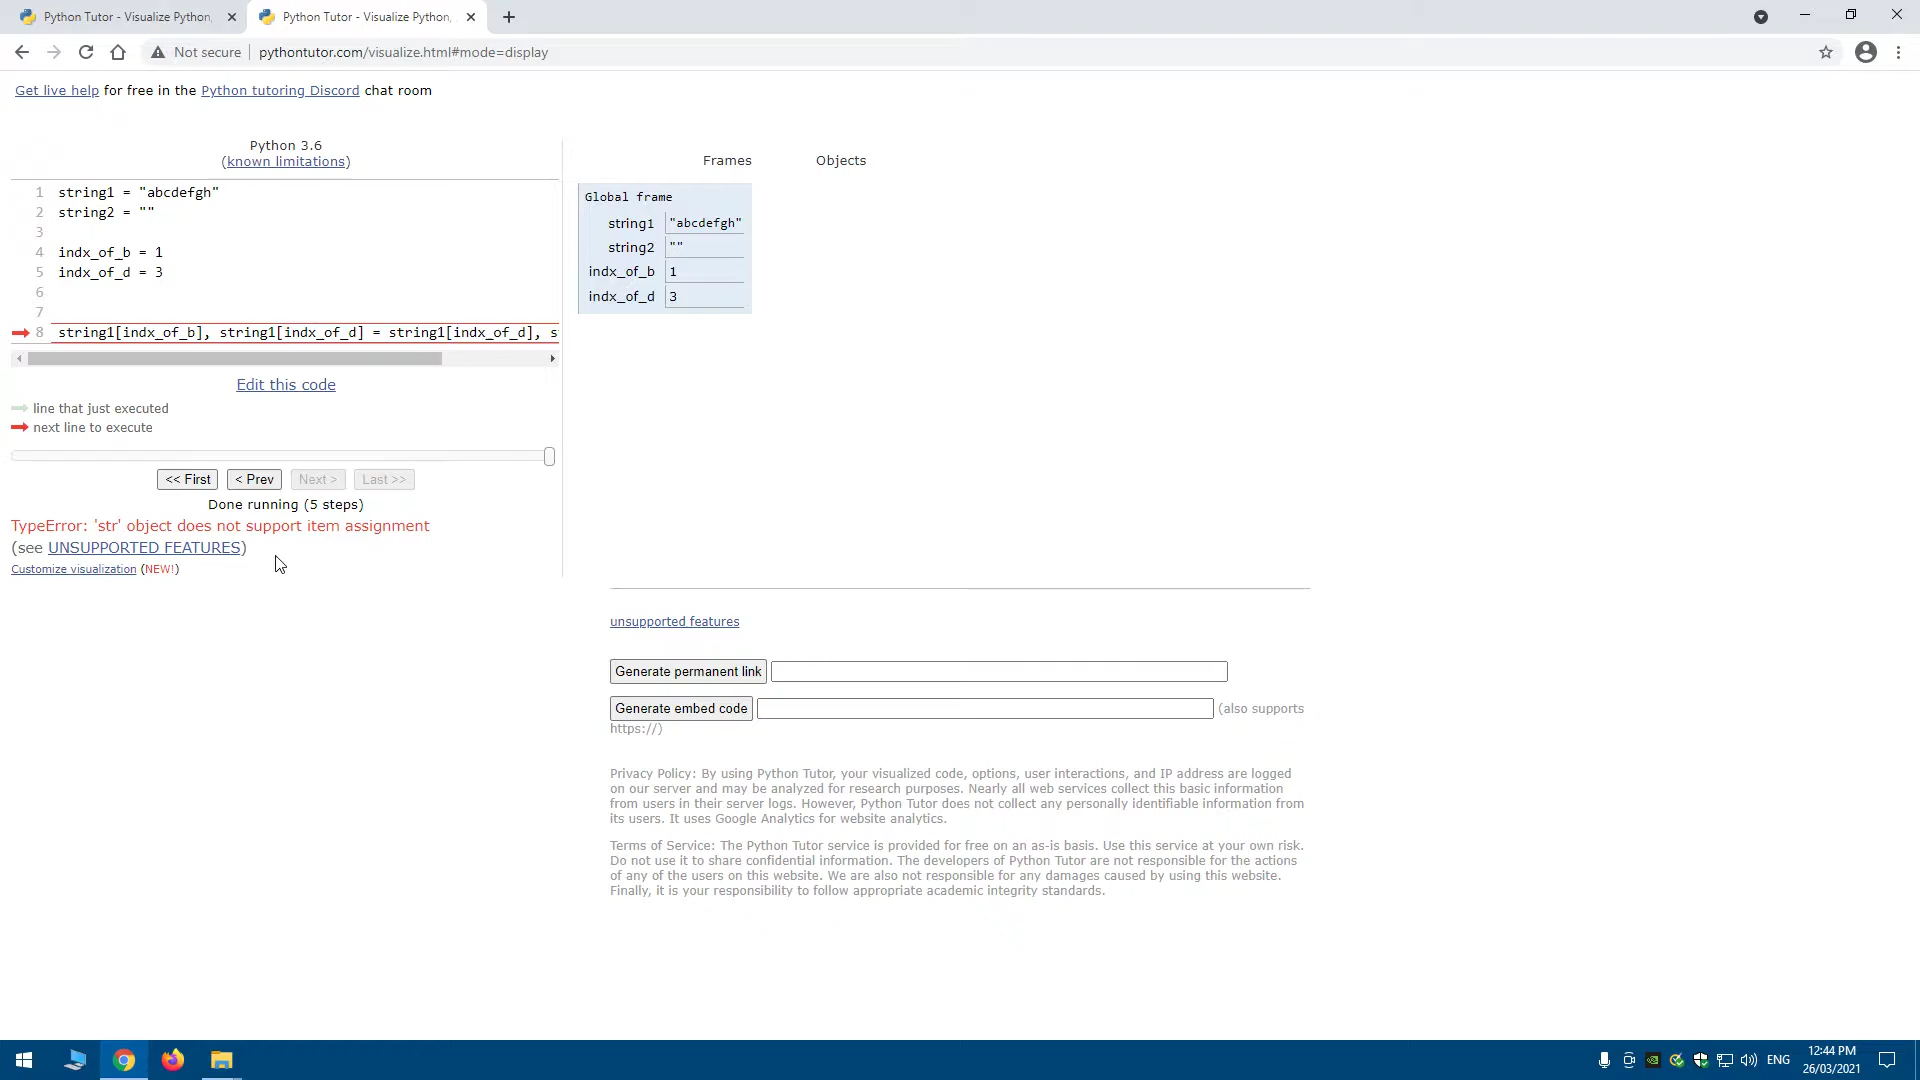 Python Tutor - Visualize Python,
Python Tutor - Visualize Python,
Not secure
pythontutor.com/visualize.html#mode=display
Get live help for free in the Python tutoring Discord chat room
Python 3.6
(known limitations)
1 string1 = "abcdefgh"
2 string2 = ""
3
4 indx_of_b = 1
5 indx_of_d = 3
6
7
8 string1[indx_of_b], string1[indx_of_d] = string1[indx_of_d], s
Edit this code
line that just executed
next line to execute
<< First < Prev Next > Last >>
Done running (5 steps)
TypeError: 'str' object does not support item assignment
(see UNSUPPORTED FEATURES)
Customize visualization (NEW!)
Frames Objects
Global frame
string1 "abcdefgh"
string2 ""
indx_of_b 1
indx_of_d 3
unsupported features
Generate permanent link
Generate embed code (also supports
https://)
Privacy Policy: By using Python Tutor, your visualized code, options, user interactions, and IP address are logged
on our server and may be analyzed for research purposes. Nearly all web services collect this basic information
from users in their server logs. However, Python Tutor does not collect any personally identifiable information from
its users. It uses Google Analytics for website analytics.
Terms of Service: The Python Tutor service is provided for free on an as-is basis. Use this service at your own risk.
Do not use it to share confidential information. The developers of Python Tutor are not responsible for the actions
of any of the users on this website. We are also not responsible for any damages caused by using this website.
Finally, it is your responsibility to follow appropriate academic integrity standards.
ENG
12:44 PM
26/03/2021